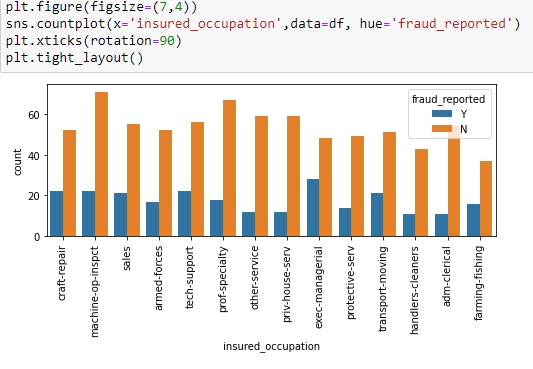 plt.figure(figsize=(7,4))
sns.countplot(x='insured_occupation',data=df, hue='fraud_reported')
plt.xticks(rotation=90)
plt.tight_layout()
fraud_reported
Y
N
60
40
20
0
count
craft-repair
machine-op-inspct
sales
armed-forces
tech-support
prof-specialty
other-service
priv-house-serv
exec-managerial
protective-serv
transport-moving
handlers-cleaners
adm-clerical
farming-fishing
insured_occupation